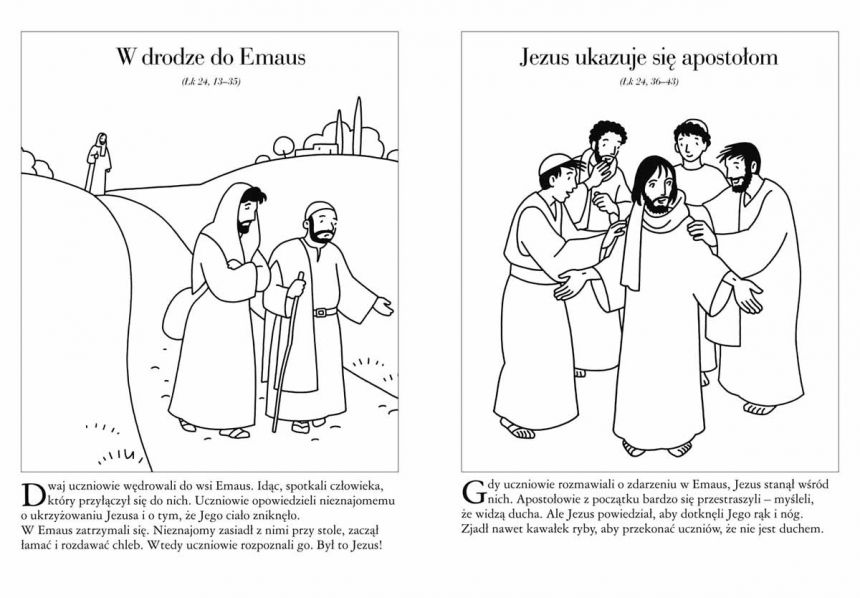 W drodze do Emaus
(Łk 24, 13–35)
Dwaj uczniowie wędrowali do wsi Emaus. Idąc, spotkali człowieka,
który przyłączył się do nich. Uczniowie opowiedzieli nieznajomemu
o ukrzyżowaniu Jezusa i o tym, że Jego ciało zniknęło.
W Emaus zatrzymali się. Nieznajomy zasiadł z nimi przy stole, zaczął
łamać i rozdawać chleb. Wtedy uczniowie rozpoznali go. Był to Jezus!
Jezus ukazuje się apostołom
(Łk 24, 36–43)
Gdy uczniowie rozmawiali o zdarzeniu w Emaus, Jezus stanął wśród
nich. Apostołowie z początku bardzo się przestraszyli – myśleli,
że widzą ducha. Ale Jezus powiedział, aby dotknęli Jego rąk i nóg.
Zjadł nawet kawałek ryby, aby przekonać uczniów, że nie jest duchem.